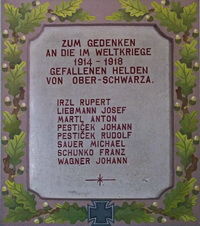 ZUM GEDENKEN
AN DIE IM WELTKRIEGE
1914 - 1918
GEFALLENEN HELDEN
VON OBER-SCHWARZA.
IRZL RUPERT
LIEBMANN JOSEF
MARTL ANTON
PESTIČEK JOHANN
PESTIČEK RUDOLF
SAUER MICHAEL
SCHUNKO FRANZ
WAGNER JOHANN